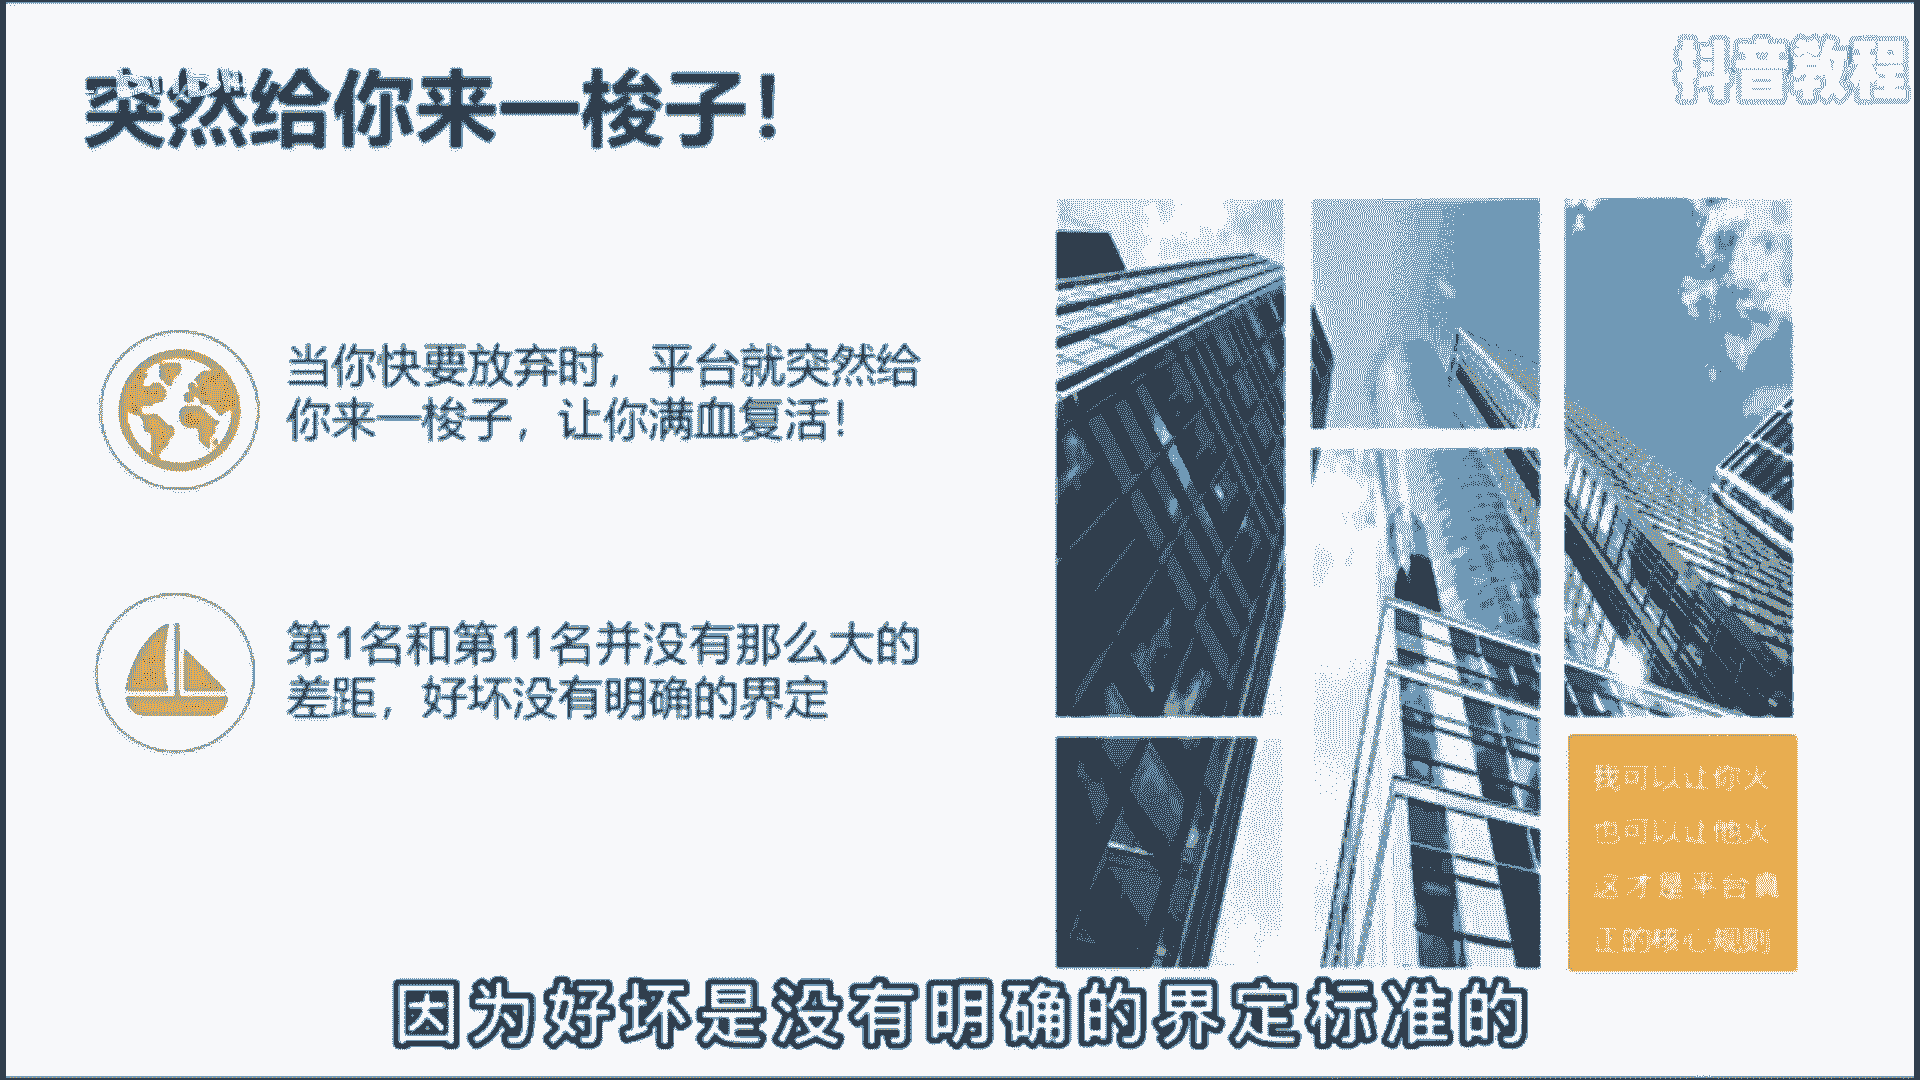 突然给你来一梭子！
抖音教程
当你快要放弃时，平台就突然给
你来一梭子，让你满血复活！
第1名和第11名并没有那么大的
差距，好坏没有明确的界定
我可以让你火
也可以让他火
这才是平台真
正的核心规则
因为好坏是没有明确的界定标准的